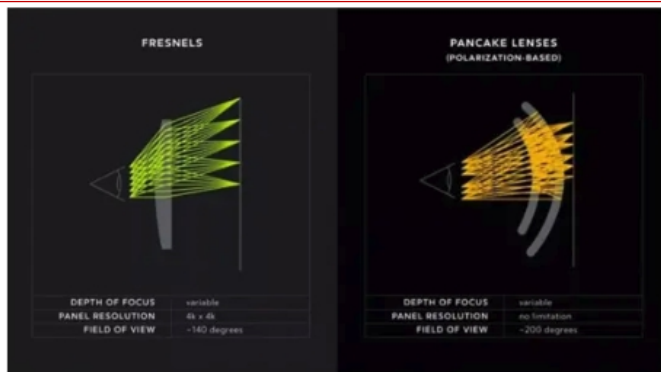 FRESNELS
DEPTH OF FOCUS variable
PANEL RESOLUTION 4k x 4k
FIELD OF VIEW ~140 degrees
PANCAKE LENSES
(POLARIZATION-BASED)
DEPTH OF FOCUS variable
PANEL RESOLUTION no limitation
FIELD OF VIEW ~200 degrees